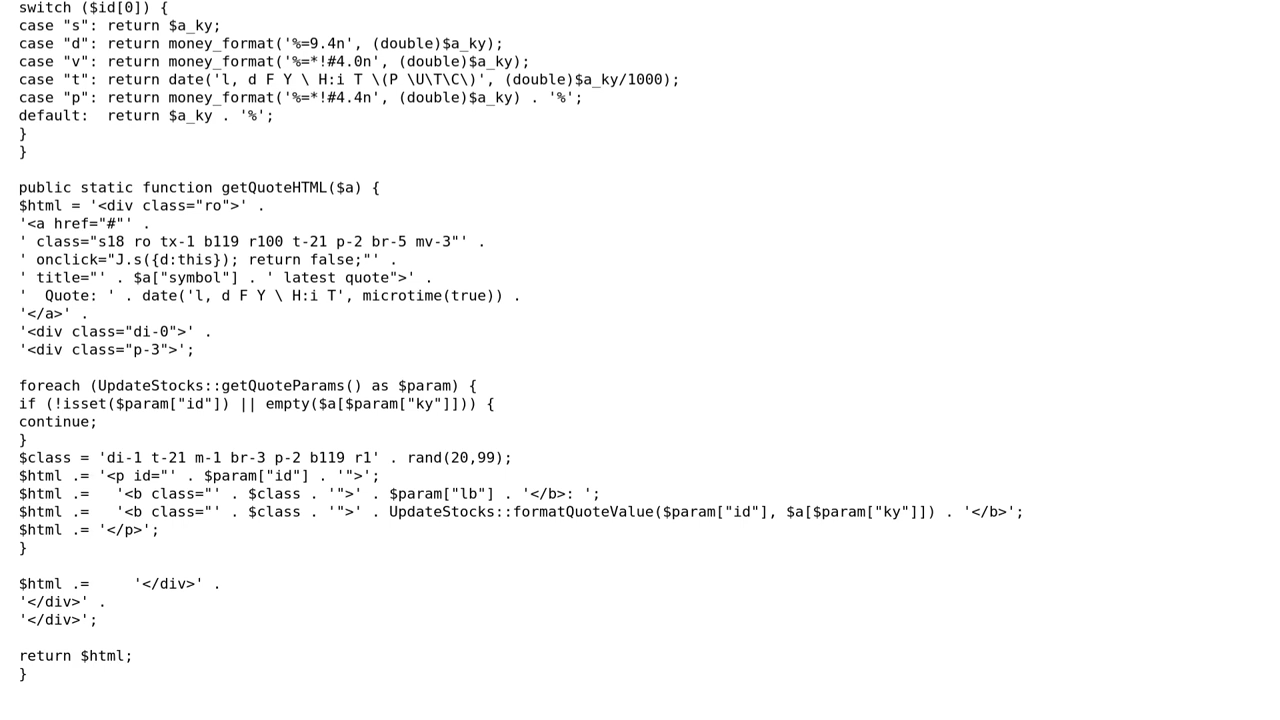 switch ($id[0]) {
case "s": return $a_ky;
case "d": return money_format('%=9.4n', (double)$a_ky);
case "v": return money_format('%=*!#4.0n', (double)$a_ky);
case "t": return date('l, d F Y \ H:i T \(P \U\T\C\)', (double)$a_ky/1000);
case "p": return money_format('%=*!#4.4n', (double)$a_ky) . '%';
default:  return $a_ky . '%';
}
}

public static function getQuoteHTML($a) {
$html = '<div class="ro">' .
'<a href="#"' .
' class="s18 ro tx-1 b119 r100 t-21 p-2 br-5 mv-3"' .
' onclick="J.s({d:this}); return false;"' .
' title="' . $a["symbol"] . ' latest quote">' .
'  Quote: ' . date('l, d F Y \ H:i T', microtime(true)) .
'</a>' .
'<div class="di-0">' .
'<div class="p-3">';

foreach (UpdateStocks::getQuoteParams() as $param) {
if (!isset($param["id"]) || empty($a[$param["ky"]])) {
continue;
}
$class = 'di-1 t-21 m-1 br-3 p-2 b119 r1' . rand(20,99);
$html .= '<p id="' . $param["id"] . '">';
$html .=   '<b class="' . $class . '">' . $param["lb"] . '</b>: ';
$html .=   '<b class="' . $class . '">' . UpdateStocks::formatQuoteValue($param["id"], $a[$param["ky"]]) . '</b>';
$html .= '</p>';
}

$html .=     '</div>' .
'</div>' .
'</div>';

return $html;
}